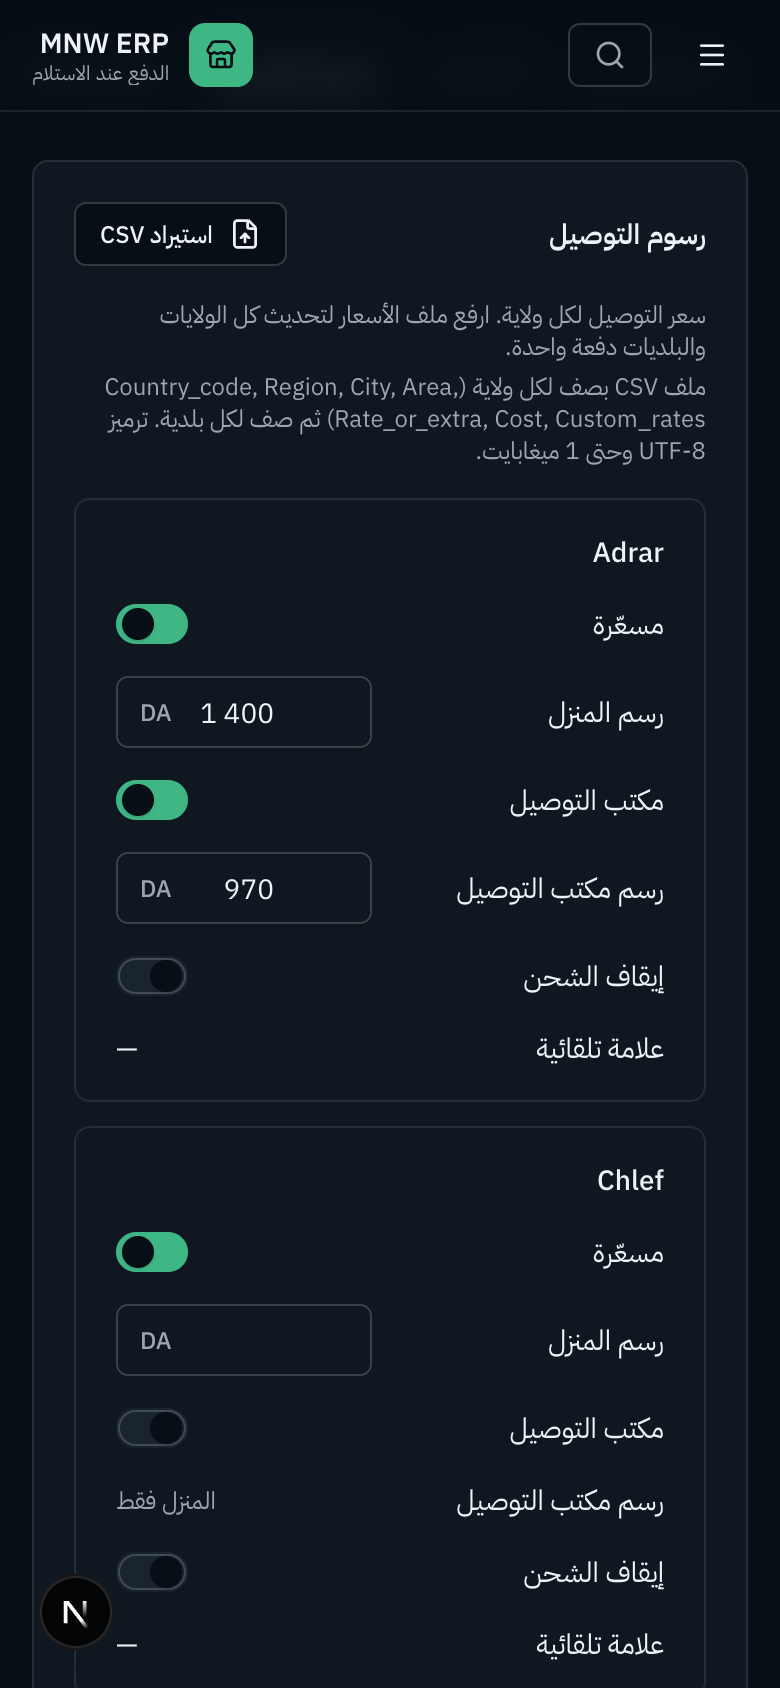 MNW ERP
الدفع عند الاستلام
رسوم التوصيل
استيراد CSV
سعر التوصيل لكل ولاية. ارفع ملف الأسعار لتحديث كل الولايات
والبلديات دفعة واحدة.
ملف CSV بصف لكل ولاية (Country_code, Region, City, Area,
Rate_or_extra, Cost, Custom_rates) ثم صف لكل بلدية. ترميز
UTF-8 وحتى 1 ميغابايت.
Adrar
مسعّرة
رسم المنزل
1 400 DA
مكتب التوصيل
رسم مكتب التوصيل
970 DA
إيقاف الشحن
علامة تلقائية
—
Chlef
مسعّرة
رسم المنزل
DA
مكتب التوصيل
رسم مكتب التوصيل
المنزل فقط
إيقاف الشحن
علامة تلقائية
—
N